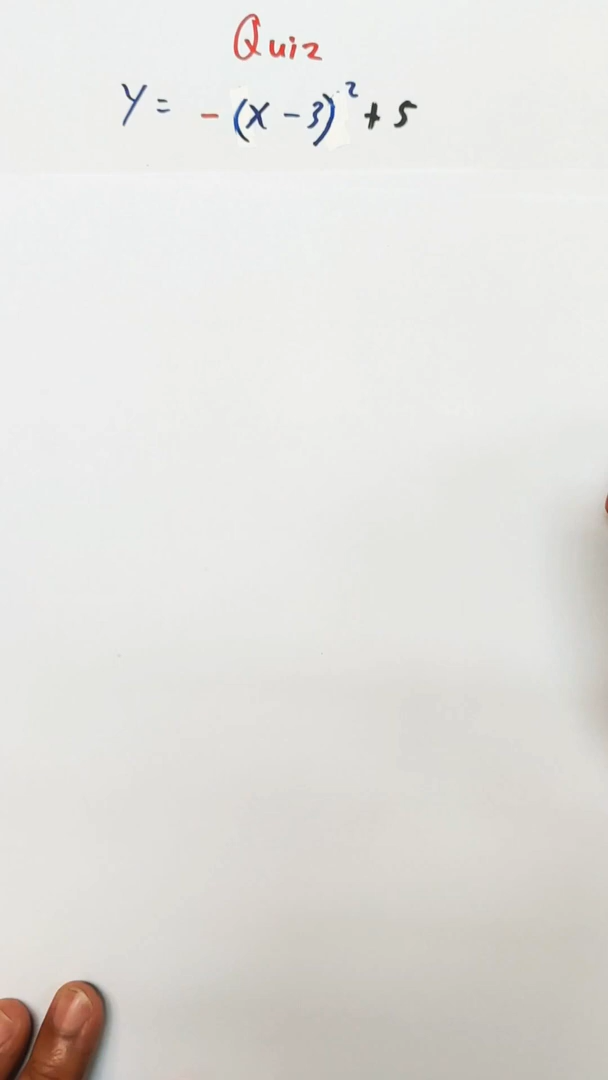 Quiz
Y = - (x - 3)² + 5